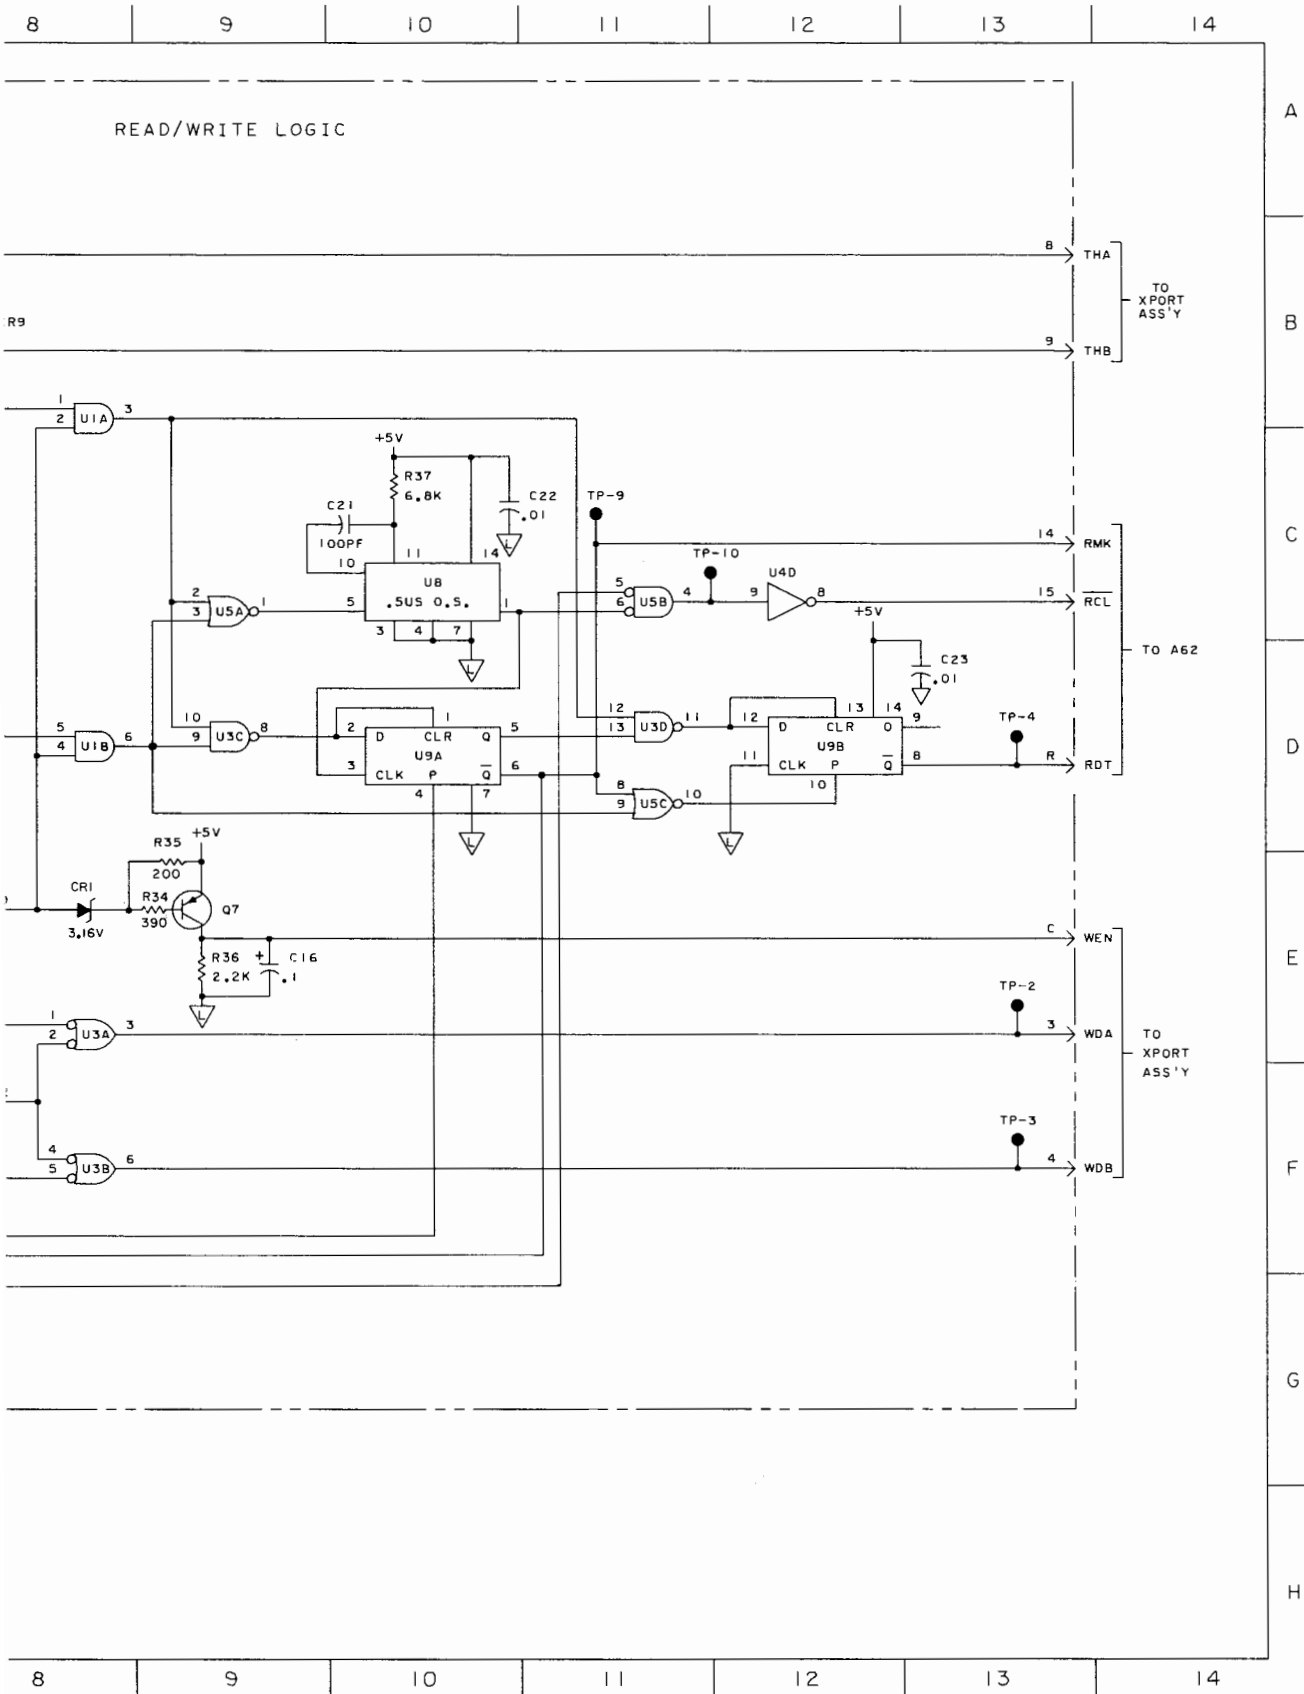 8 9 10 11 12 13 14
A
READ/WRITE LOGIC
8 THA
TO
XPORT
ASS'Y
R9
B
9 THB
1
2
U1A
3
+5V
R37
6.8K
C21
100PF
C22
.01
TP-9
C
14 RMK
TP-10
10
11
14
U8
.5US O.S.
5
1
3 4 7
L
L
2
3
U5A
1
5
6
U5B
4
9
U4D
8
15 RCL
+5V
TO A62
C23
.01
5
4
U1B
6
10
9
U3C
8
2
D
1
CLR
Q
5
U9A
3
CLK
P
Q
6
4
7
L
12
13
U3D
11
12
D
13
CLR
14
O
9
U9B
11
CLK
P
Q
8
10
L
8
9
U5C
10
TP-4
R RDT
D
R35
200
+5V
CR1
3.16V
R34
390
Q7
R36
2.2K
+
C16
.1
L
C WEN
E
TP-2
1
2
U3A
3
3 WDA
TO
XPORT
ASS'Y
TP-3
4
5
U3B
6
4 WDB
F
G
H
8 9 10 11 12 13 14